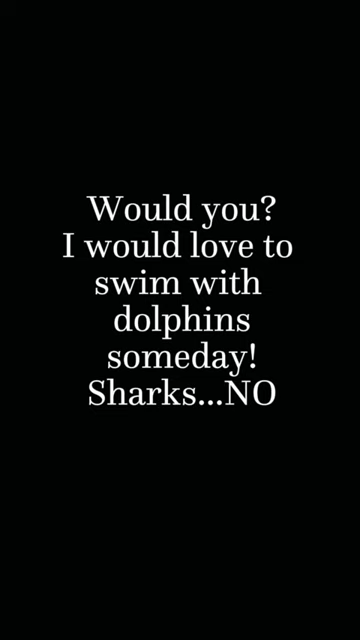 Would you?
I would love to
swim with
dolphins
someday!
Sharks...NO